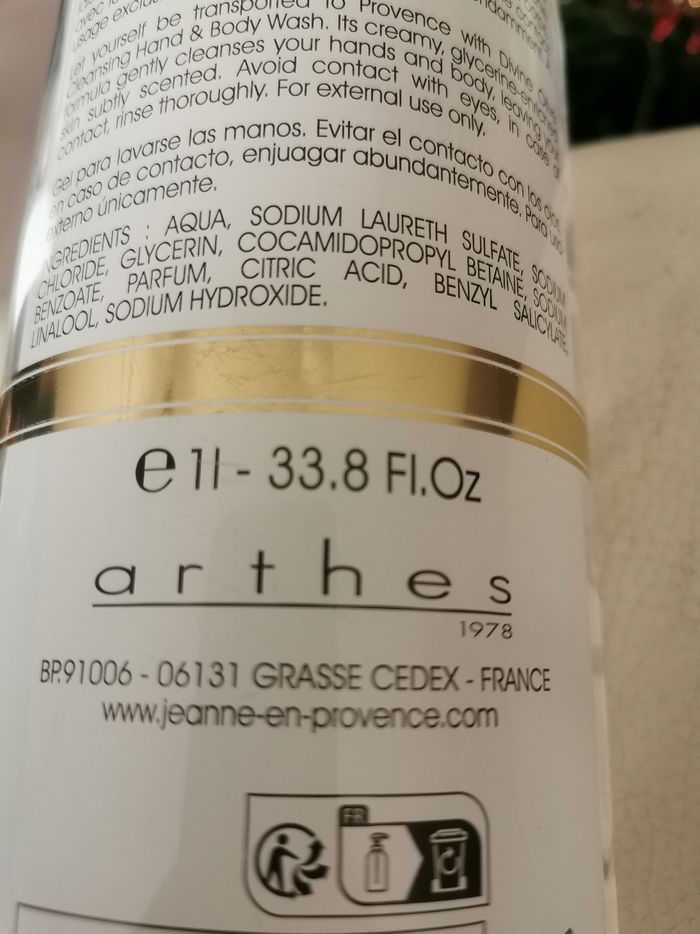 usage exclu
Let yourself be transported to Provence with Divine
Cleansing Hand & Body Wash. Its creamy, glycerine-enriched
formula gently cleanses your hands and body, leaving your
skin subtly scented. Avoid contact with eyes, in case of
contact, rinse thoroughly. For external use only.
Gel para lavarse las manos. Evitar el contacto con los ojos,
en caso de contacto, enjuagar abundantemente. Para uso
externo únicamente.
INGREDIENTS : AQUA, SODIUM LAURETH SULFATE, SODIUM
CHLORIDE, GLYCERIN, COCAMIDOPROPYL BETAINE, SODIUM
BENZOATE, PARFUM, CITRIC ACID, BENZYL SALICYLATE,
LINALOOL, SODIUM HYDROXIDE.
e 1l - 33.8 Fl.Oz
arthes
1978
BP.91006 - 06131 GRASSE CEDEX - FRANCE
www.jeanne-en-provence.com
FR